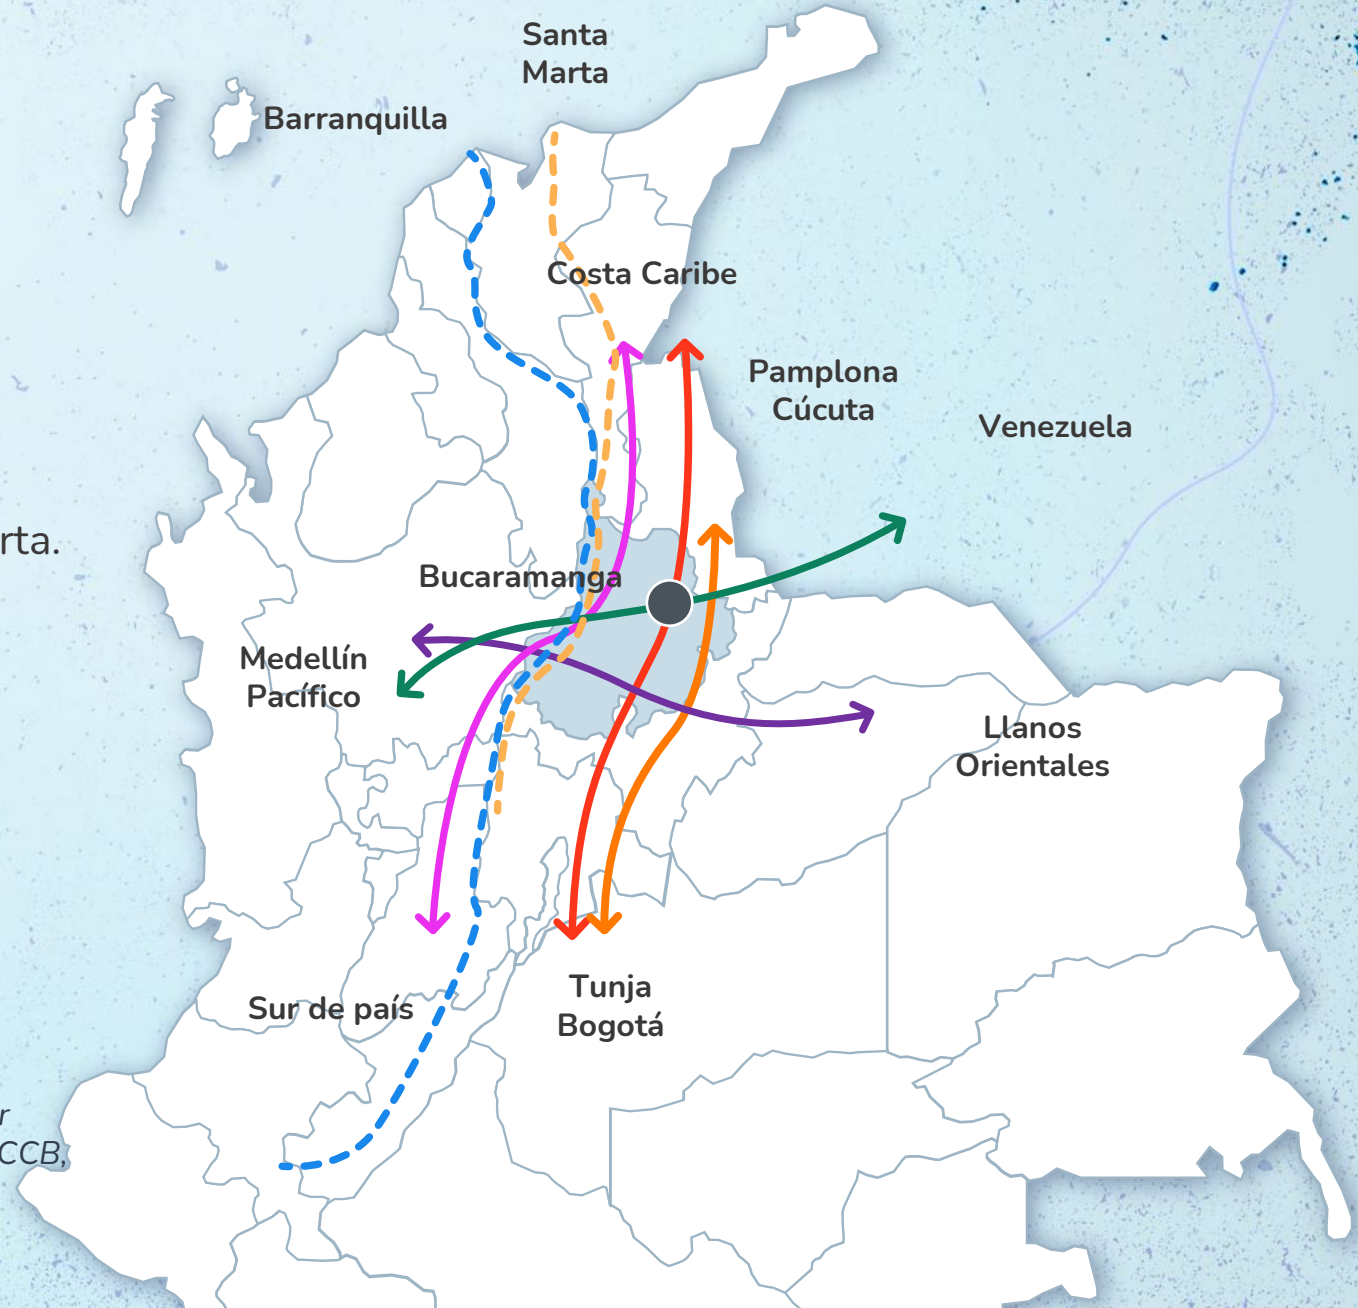 Santa
Marta
Barranquilla
Costa Caribe
Pamplona
Cúcuta
Venezuela
rta.
Bucaramanga
Medellín
Pacífico
Llanos
Orientales
Tunja
Bogotá
Sur de país
r
CCB,